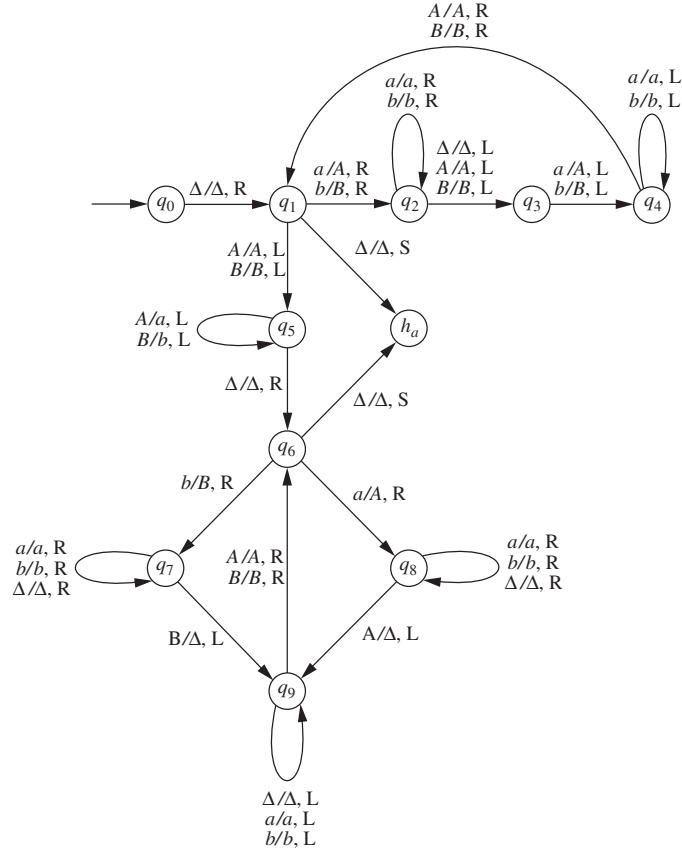 A/A, R
B/B, R
a/a, R
b/b, R
a/a, L
b/b, L
Δ/Δ, R
a/A, R
b/B, R
Δ/Δ, L
A/A, L
B/B, L
a/A, L
b/B, L
q0
q1
q2
q3
q4
A/A, L
B/B, L
Δ/Δ, S
A/a, L
B/b, L
q5
ha
Δ/Δ, R
Δ/Δ, S
q6
b/B, R
a/A, R
a/a, R
b/b, R
Δ/Δ, R
q7
A/A, R
B/B, R
q8
a/a, R
b/b, R
Δ/Δ, R
B/Δ, L
A/Δ, L
q9
Δ/Δ, L
a/a, L
b/b, L